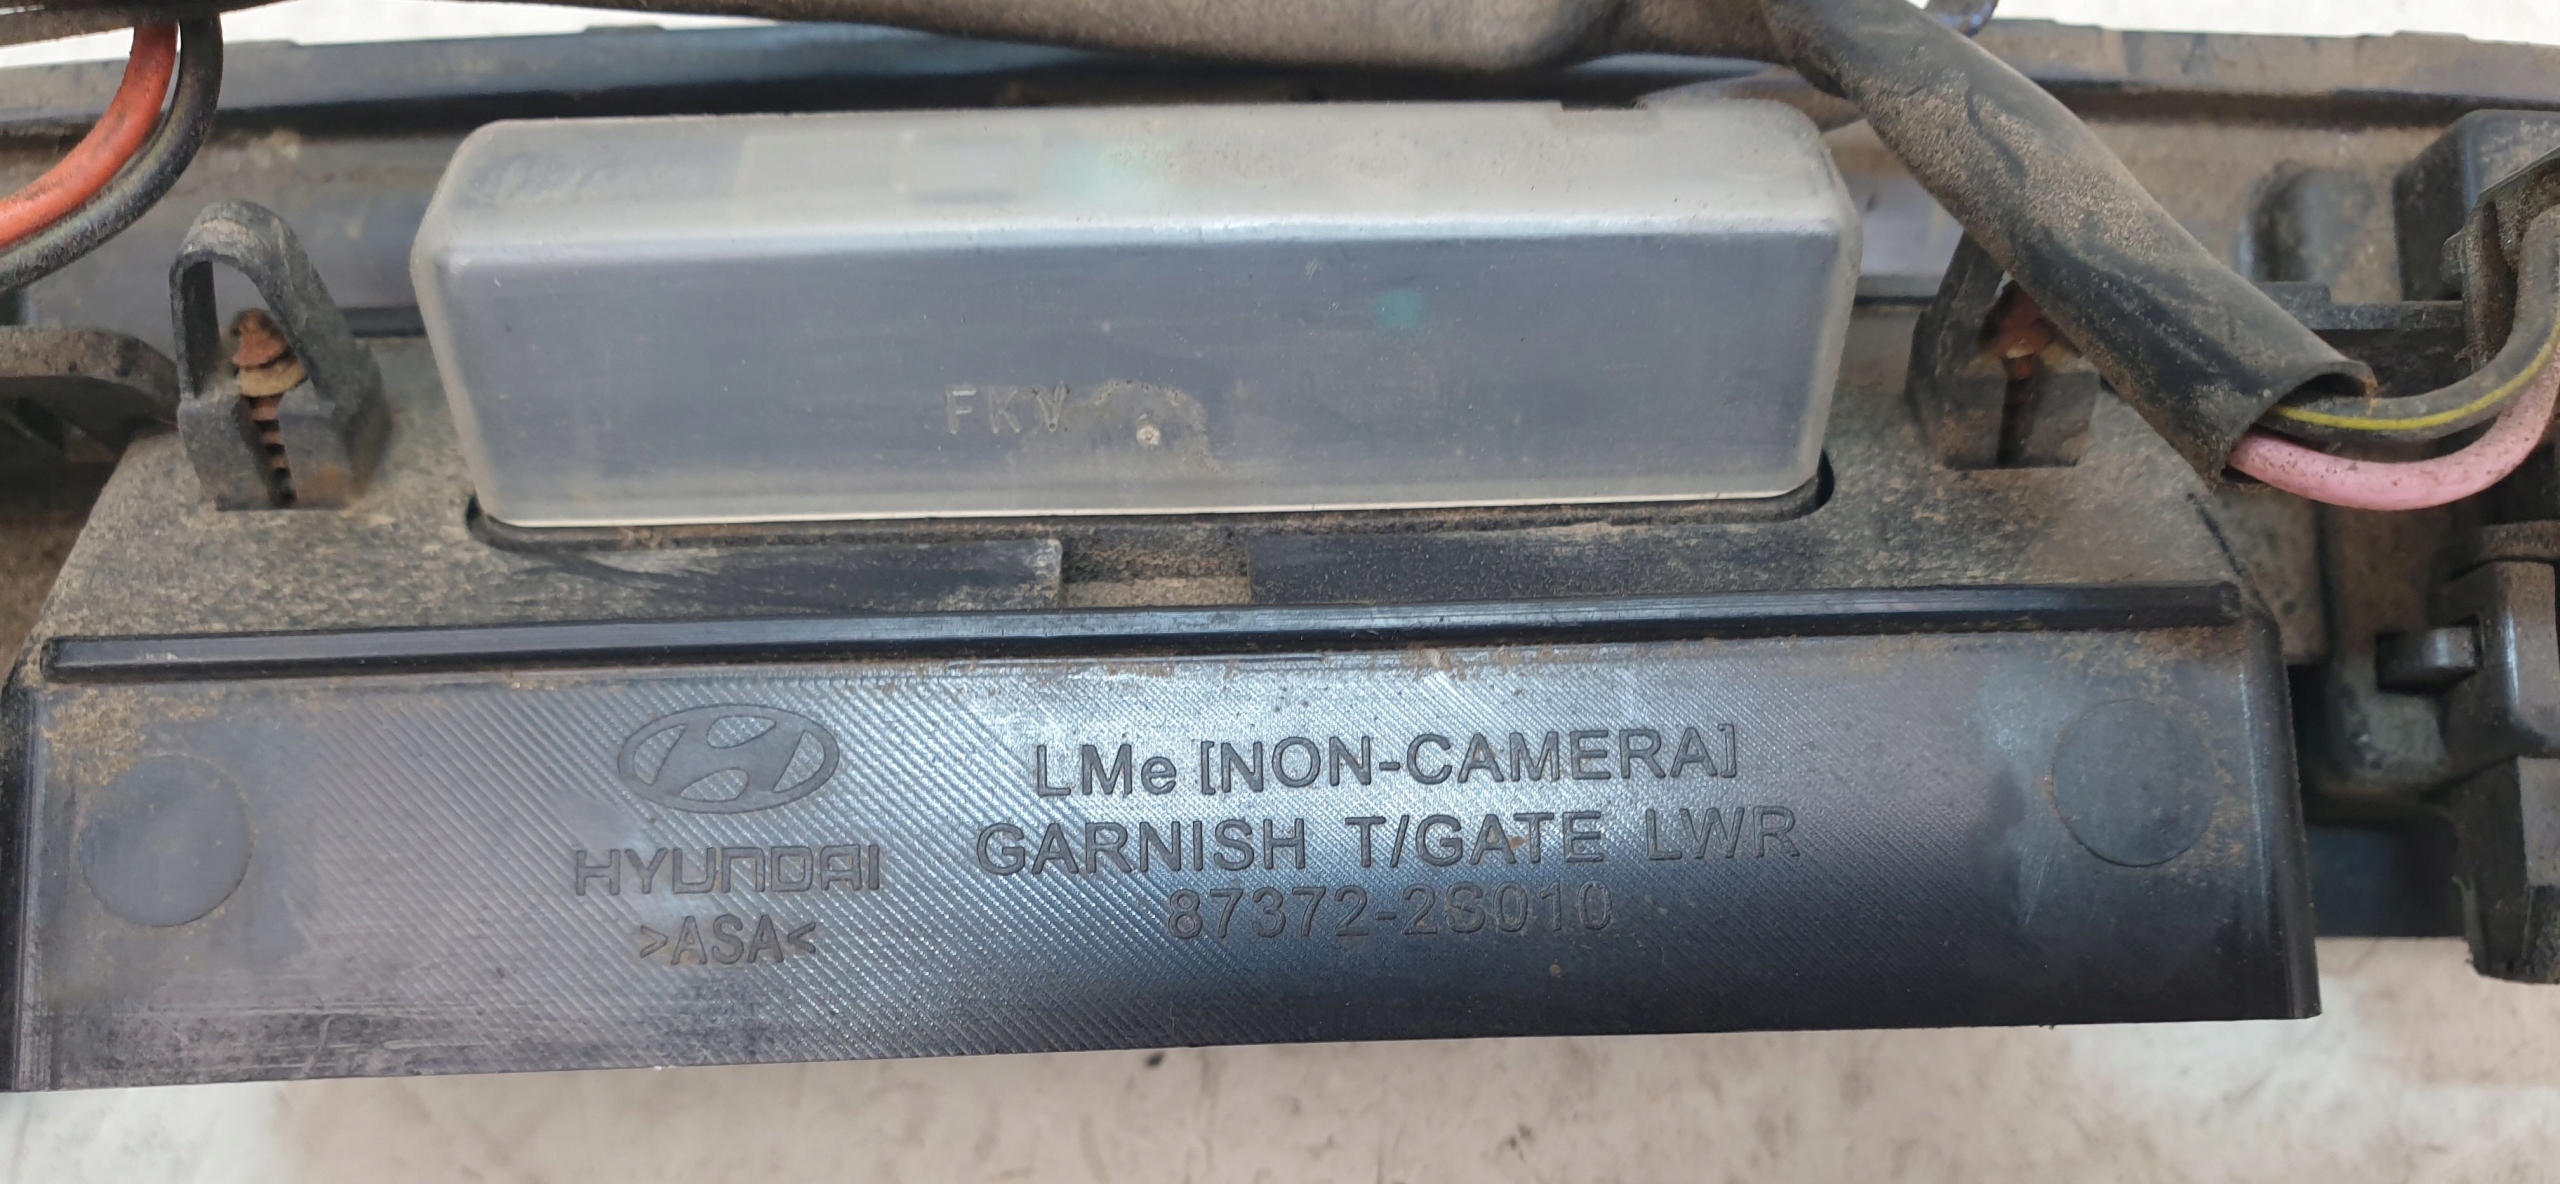 FKV
LMe [NON-CAMERA]
GARNISH T/GATE LWR
87372-2S010
HYUNDAI
>ASA<